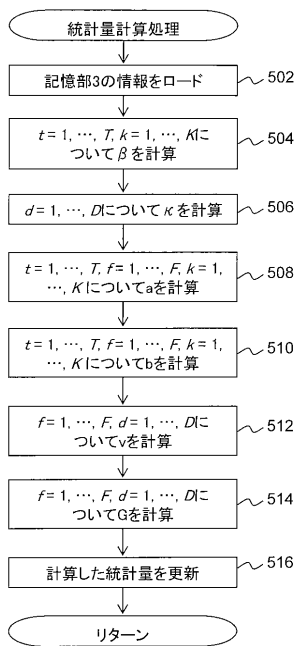 統計量計算処理
記憶部3の情報をロード
502
t = 1, …, T, k = 1, …, Kに
ついてβを計算
504
d = 1, …, Dについてκを計算
506
t = 1, …, T, f = 1, …, F, k = 1,
…, Kについてaを計算
508
t = 1, …, T, f = 1, …, F, k = 1,
…, Kについてbを計算
510
f = 1, …, F, d = 1, …, Dに
ついてvを計算
512
f = 1, …, F, d = 1, …, Dに
ついてGを計算
514
計算した統計量を更新
516
リターン